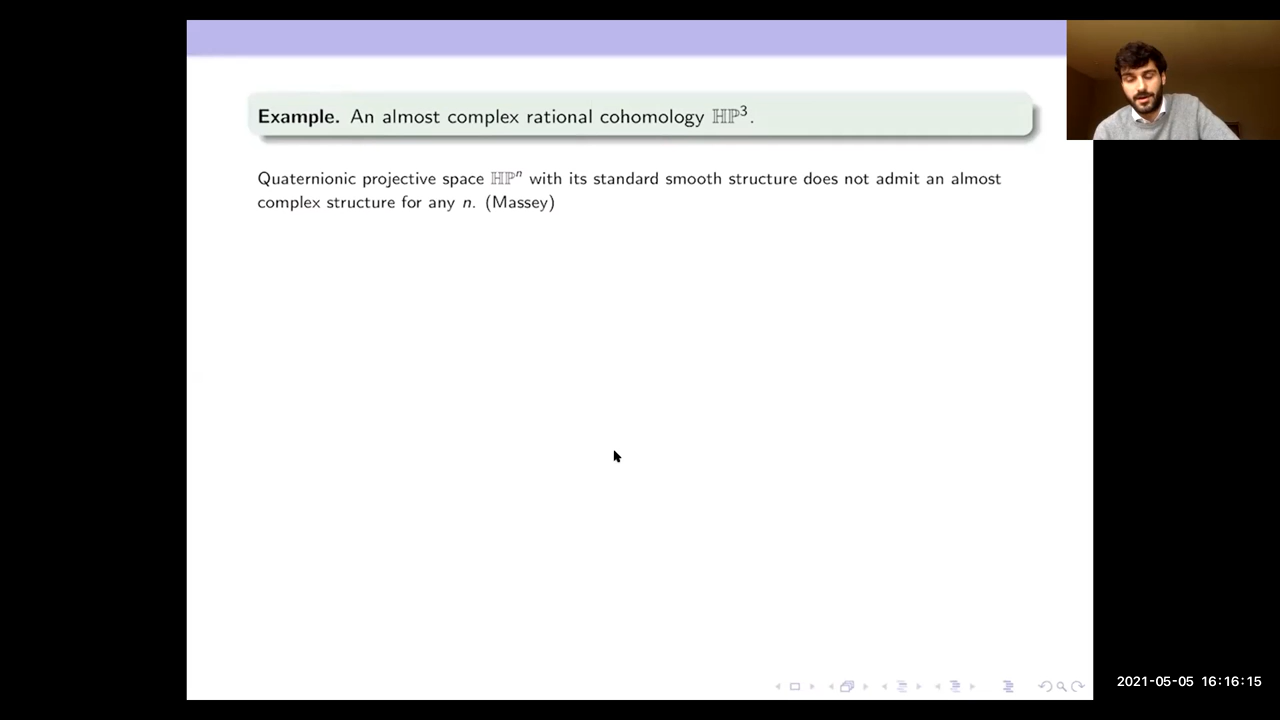 Example. An almost complex rational cohomology ℍℙ³.
Quaternionic projective space ℍℙⁿ with its standard smooth structure does not admit an almost
complex structure for any n. (Massey)
2021-05-05 16:16:15